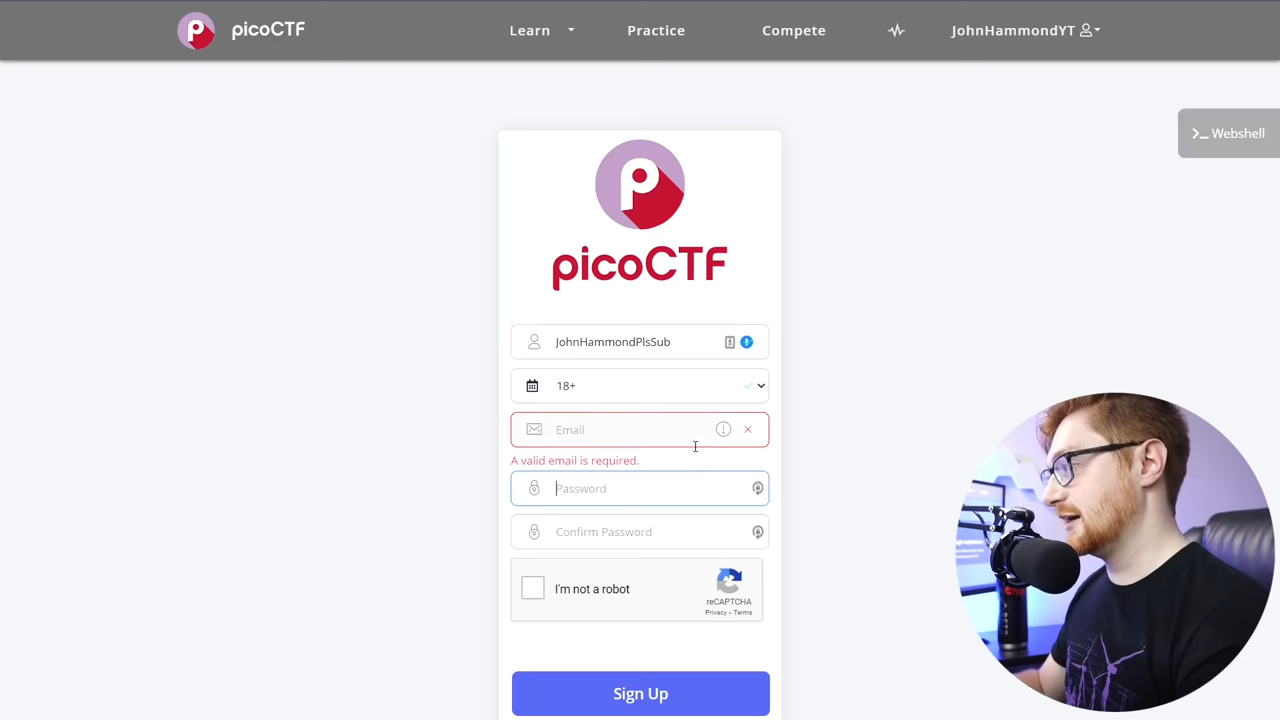 picoCTF
Learn
Practice
Compete
JohnHammondYT
Webshell
picoCTF
JohnHammondPlsSub
18+
Email
A valid email is required.
Password
Confirm Password
I'm not a robot
reCAPTCHA
Privacy - Terms
Sign Up